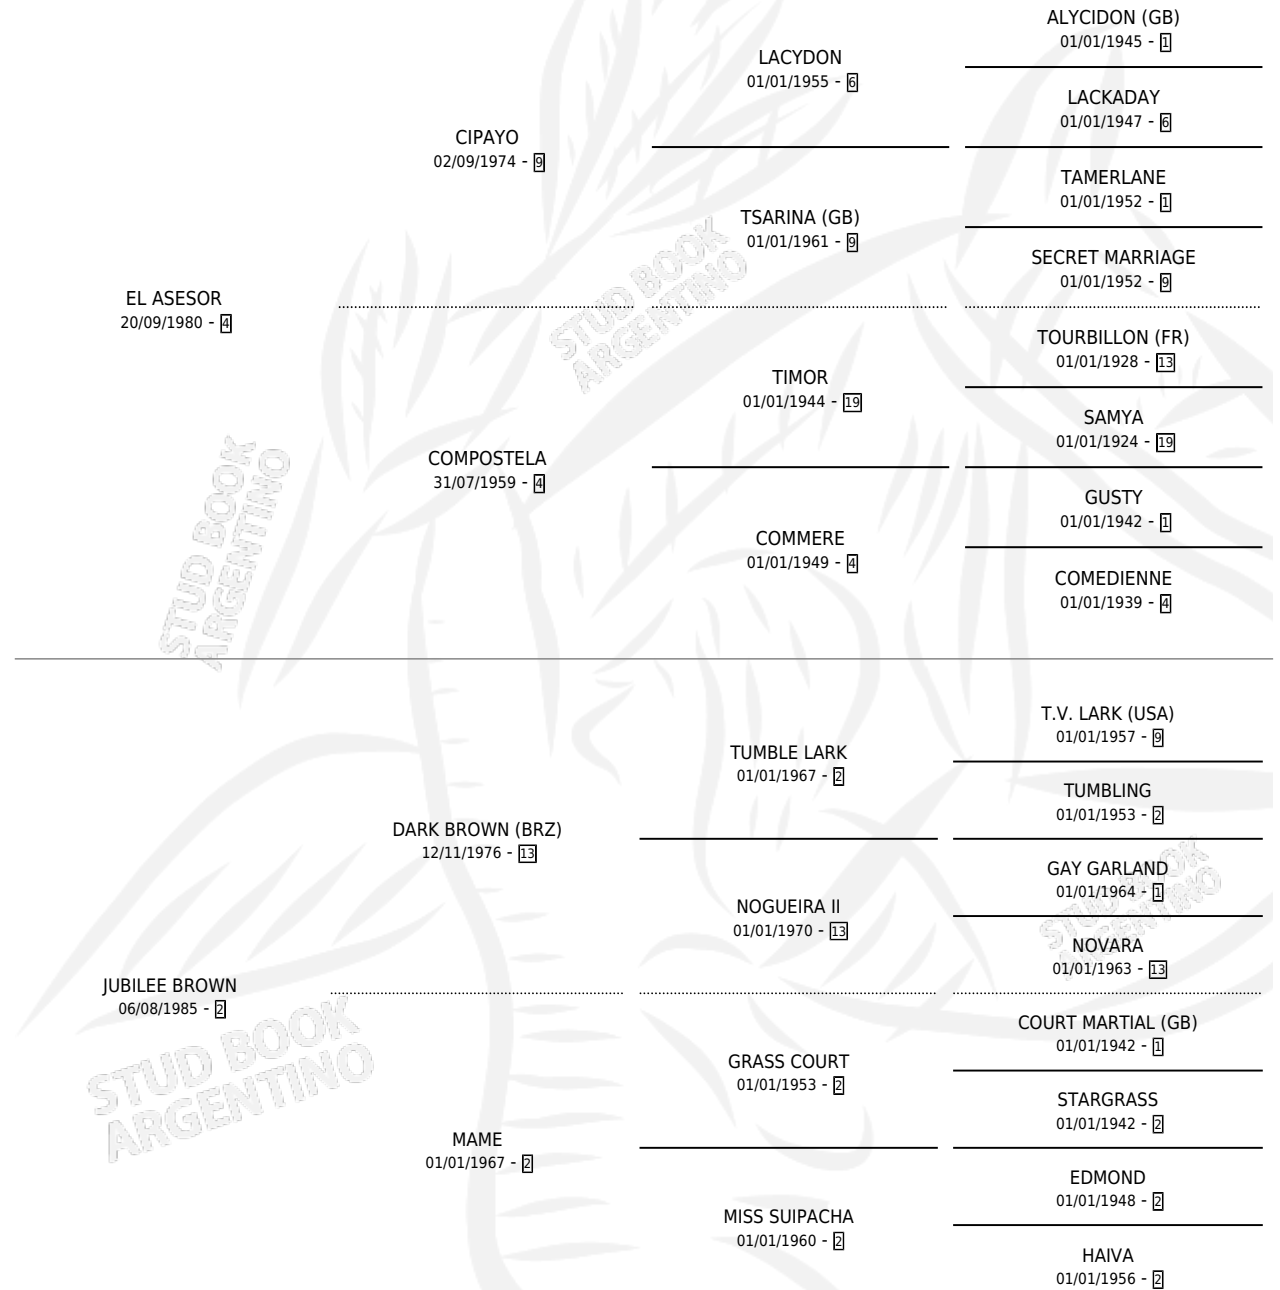 ALYCIDON (GB)
01/01/1945 - 1
LACYDON
01/01/1955 - 6
LACKADAY
01/01/1947 - 6
CIPAYO
02/09/1974 - 9
TAMERLANE
01/01/1952 - 1
TSARINA (GB)
01/01/1961 - 9
SECRET MARRIAGE
01/01/1952 - 9
EL ASESOR
20/09/1980 - 4
STUD BOOK
ARGENTINO
TOURBILLON (FR)
01/01/1928 - 13
TIMOR
01/01/1944 - 19
SAMYA
01/01/1924 - 19
COMPOSTELA
31/07/1959 - 4
GUSTY
01/01/1942 - 1
COMMERE
01/01/1949 - 4
COMEDIENNE
01/01/1939 - 4
STUD BOOK
ARGENTINO
T.V. LARK (USA)
01/01/1957 - 9
TUMBLE LARK
01/01/1967 - 2
TUMBLING
01/01/1953 - 2
DARK BROWN (BRZ)
12/11/1976 - 13
GAY GARLAND
01/01/1964 - 1
NOGUEIRA II
01/01/1970 - 13
NOVARA
01/01/1963 - 13
STUD BOOK
ARGENTINO
JUBILEE BROWN
06/08/1985 - 2
COURT MARTIAL (GB)
01/01/1942 - 1
GRASS COURT
01/01/1953 - 2
STARGRASS
01/01/1942 - 2
STUD BOOK
ARGENTINO
MAME
01/01/1967 - 2
EDMOND
01/01/1948 - 2
MISS SUIPACHA
01/01/1960 - 2
HAIVA
01/01/1956 - 2